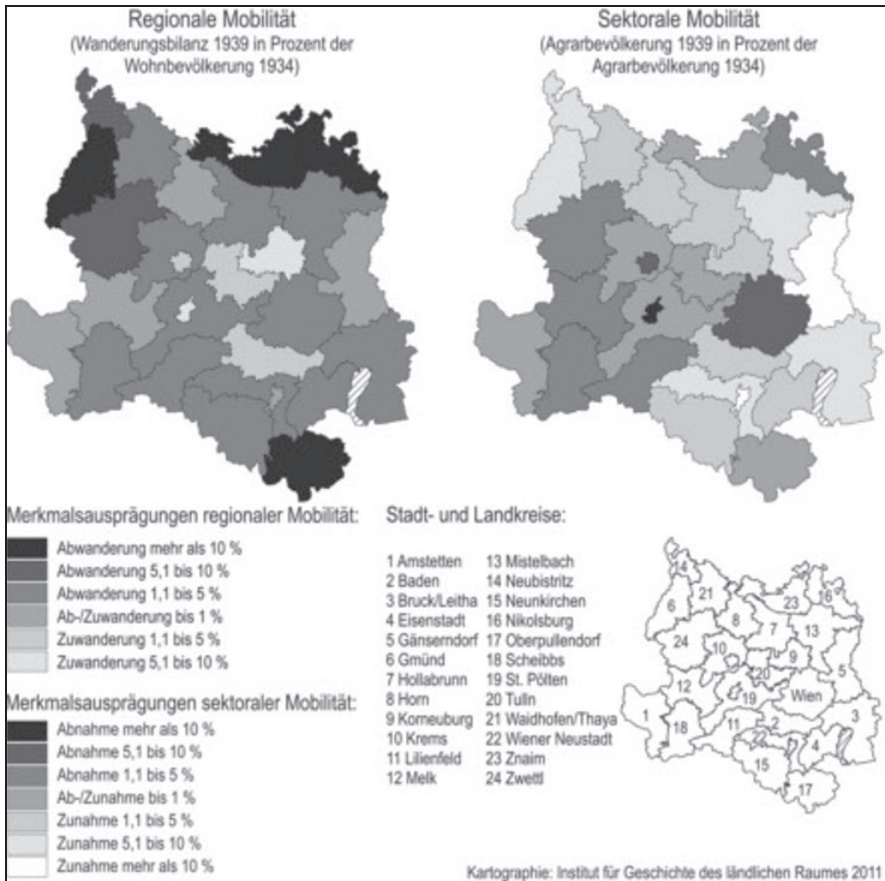 Regionale Mobilität
(Wanderungsbilanz 1939 in Prozent der
Wohnbevölkerung 1934)
Sektorale Mobilität
(Agrarbevölkerung 1939 in Prozent der
Agrarbevölkerung 1934)
Merkmalsausprägungen regionaler Mobilität:
Abwanderung mehr als 10 %
Abwanderung 5,1 bis 10 %
Abwanderung 1,1 bis 5 %
Ab-/Zuwanderung bis 1 %
Zuwanderung 1,1 bis 5 %
Zuwanderung 5,1 bis 10 %
Merkmalsausprägungen sektoraler Mobilität:
Abnahme mehr als 10 %
Abnahme 5,1 bis 10 %
Abnahme 1,1 bis 5 %
Ab-/Zunahme bis 1 %
Zunahme 1,1 bis 5 %
Zunahme 5,1 bis 10 %
Zunahme mehr als 10 %
Stadt- und Landkreise:
1 Amstetten
2 Baden
3 Bruck/Leitha
4 Eisenstadt
5 Gänserndorf
6 Gmünd
7 Hollabrunn
8 Horn
9 Korneuburg
10 Krems
11 Lilienfeld
12 Melk
13 Mistelbach
14 Neubistritz
15 Neunkirchen
16 Nikolsburg
17 Oberpullendorf
18 Scheibbs
19 St. Pölten
20 Tulln
21 Waidhofen/Thaya
22 Wiener Neustadt
23 Znaim
24 Zwettl
14
21
16
6
8
23
7
13
24
10
9
5
20
12
19
Wien
1
18
11
2
3
22
4
15
17
Kartographie: Institut für Geschichte des ländlichen Raumes 2011